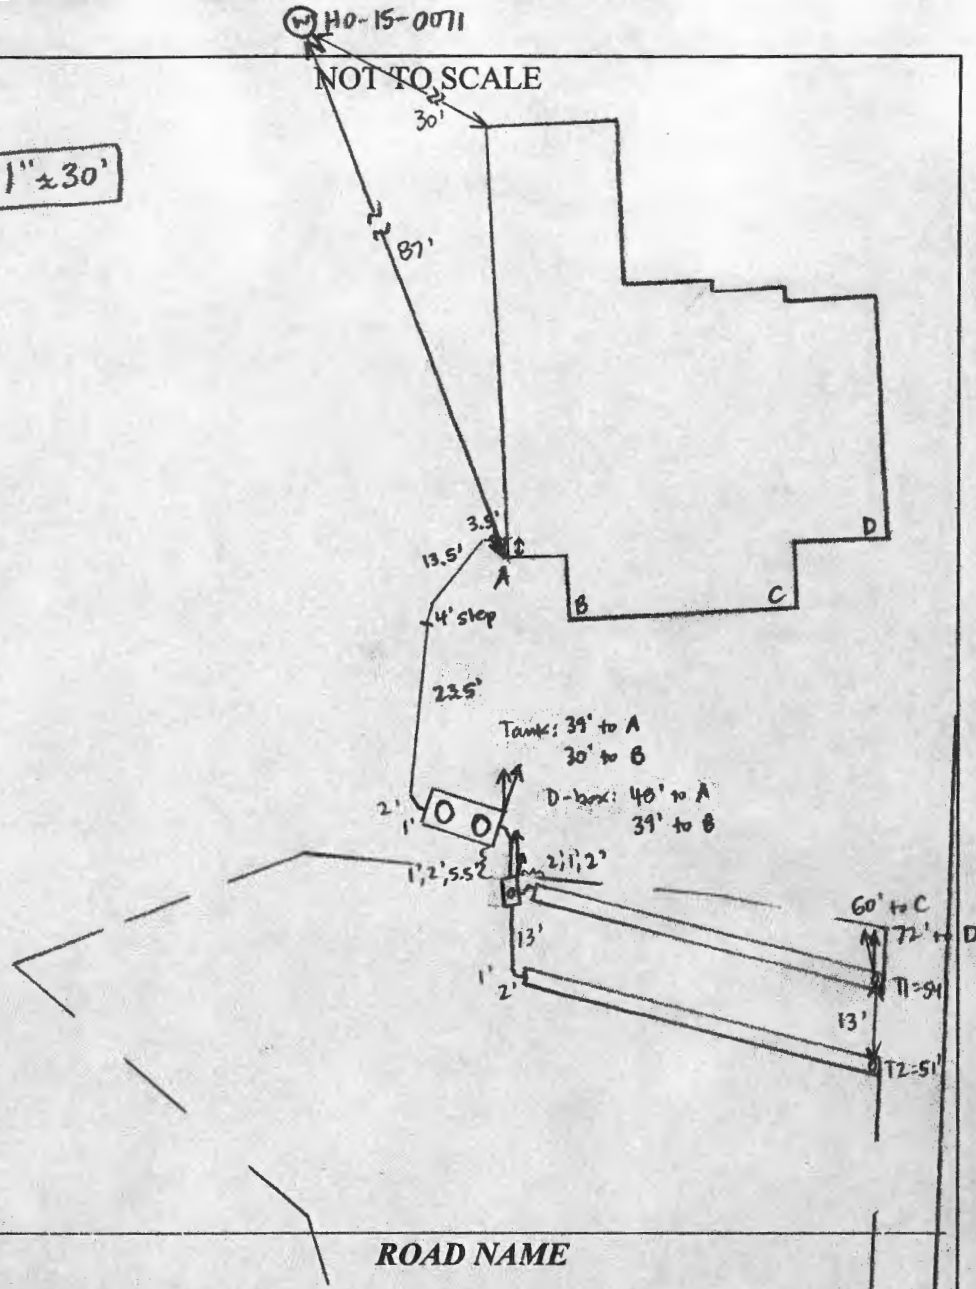 W HO-15-0071
NOT TO SCALE
30'
1" ≈ 30'
87'
3.5'
13.5'
A
D
C
B
4' step
23.5'
Tank: 39' to A
30' to B
D-box: 48' to A
39' to B
2'
1'
1', 2', 5.5'
2', 1', 2'
60' to C
72' to D
13'
T1=54
1'
2'
13'
T2=51'
ROAD NAME